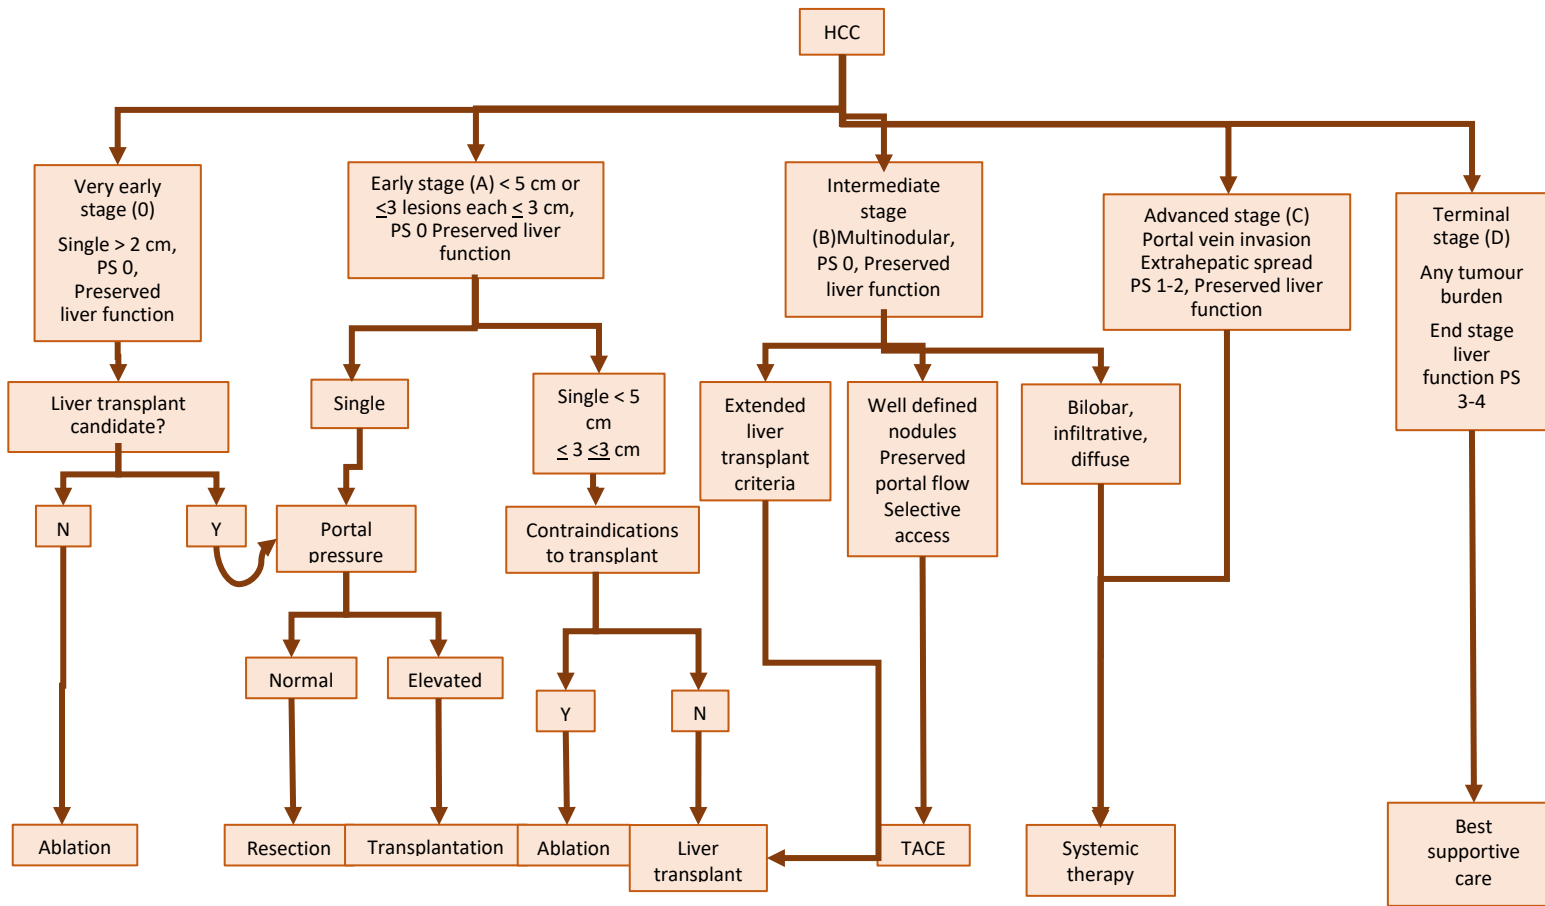 HCC
Very early
stage (0)
Single > 2 cm,
PS 0,
Preserved
liver function
Early stage (A) < 5 cm or
≤3 lesions each ≤ 3 cm,
PS 0 Preserved liver
function
Intermediate
stage
(B)Multinodular,
PS 0, Preserved
liver function
Advanced stage (C)
Portal vein invasion
Extrahepatic spread
PS 1-2, Preserved liver
function
Terminal
stage (D)
Any tumour
burden
End stage
liver
function PS
3-4
Liver transplant
candidate?
Single
Single < 5
cm
≤ 3 ≤3 cm
Extended
liver
transplant
criteria
Well defined
nodules
Preserved
portal flow
Selective
access
Bilobar,
infiltrative,
diffuse
N
Y
Portal
pressure
Contraindications
to transplant
Normal
Elevated
Y
N
Ablation
Resection
Transplantation
Ablation
Liver
transplant
TACE
Systemic
therapy
Best
supportive
care